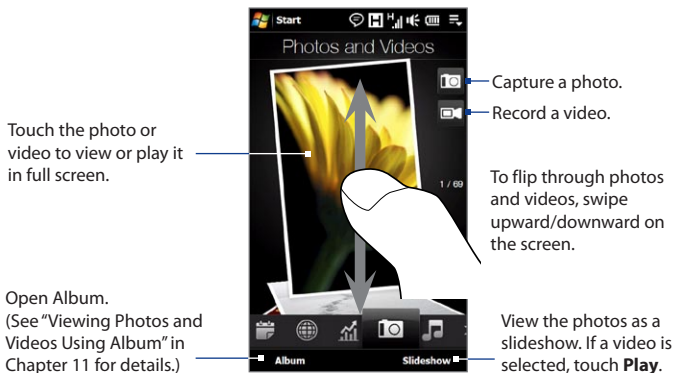 Start
H
H
Photos and Videos
Capture a photo.
Record a video.
Touch the photo or
video to view or play it
in full screen.
1 / 69
To flip through photos
and videos, swipe
upward/downward on
the screen.
Open Album.
(See “Viewing Photos and
Videos Using Album” in
Chapter 11 for details.)
Album
Slideshow
View the photos as a
slideshow. If a video is
selected, touch Play.